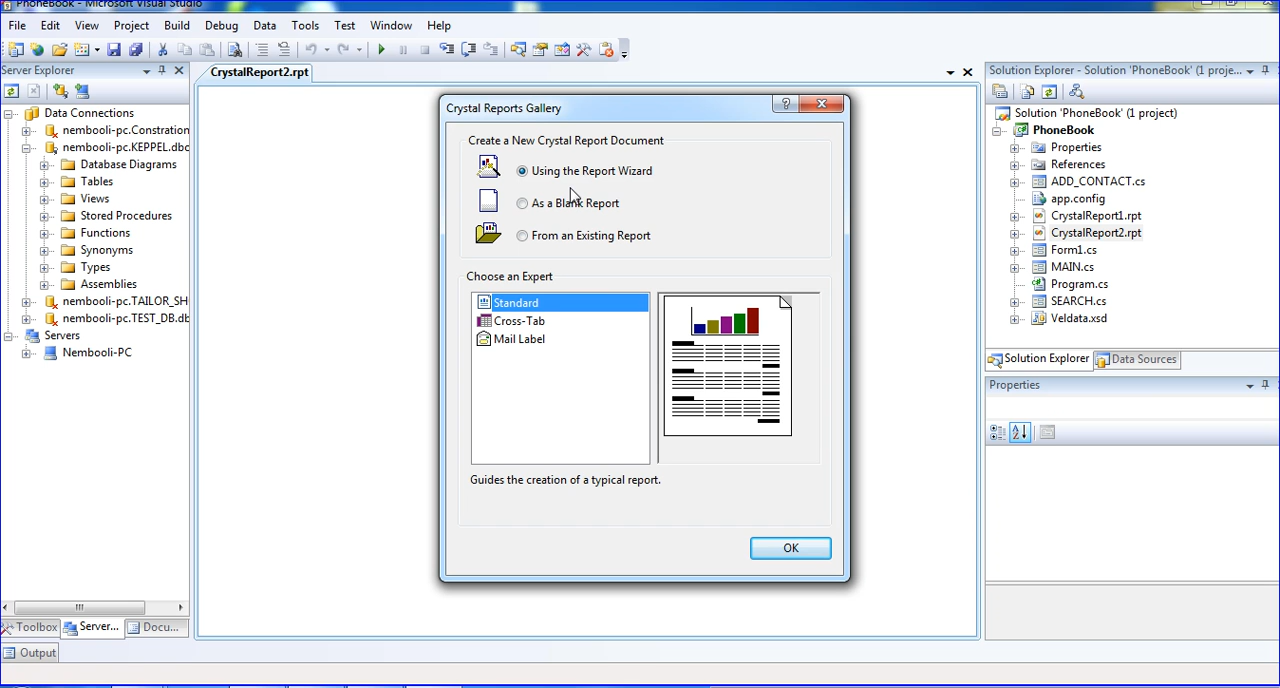 PhoneBook - Microsoft Visual Studio
File Edit View Project Build Debug Data Tools Test Window Help
Server Explorer
Data Connections
nembooli-pc.Constration
nembooli-pc.KEPPEL.dbc
Database Diagrams
Tables
Views
Stored Procedures
Functions
Synonyms
Types
Assemblies
nembooli-pc.TAILOR_SH
nembooli-pc.TEST_DB.db
Servers
Nembooli-PC
Toolbox Server... Docu...
Output
CrystalReport2.rpt
Crystal Reports Gallery
Create a New Crystal Report Document
Using the Report Wizard
As a Blank Report
From an Existing Report
Choose an Expert
Standard
Cross-Tab
Mail Label
Guides the creation of a typical report.
OK
Solution Explorer - Solution 'PhoneBook' (1 proje...
Solution 'PhoneBook' (1 project)
PhoneBook
Properties
References
ADD_CONTACT.cs
app.config
CrystalReport1.rpt
CrystalReport2.rpt
Form1.cs
MAIN.cs
Program.cs
SEARCH.cs
Veldata.xsd
Solution Explorer Data Sources
Properties